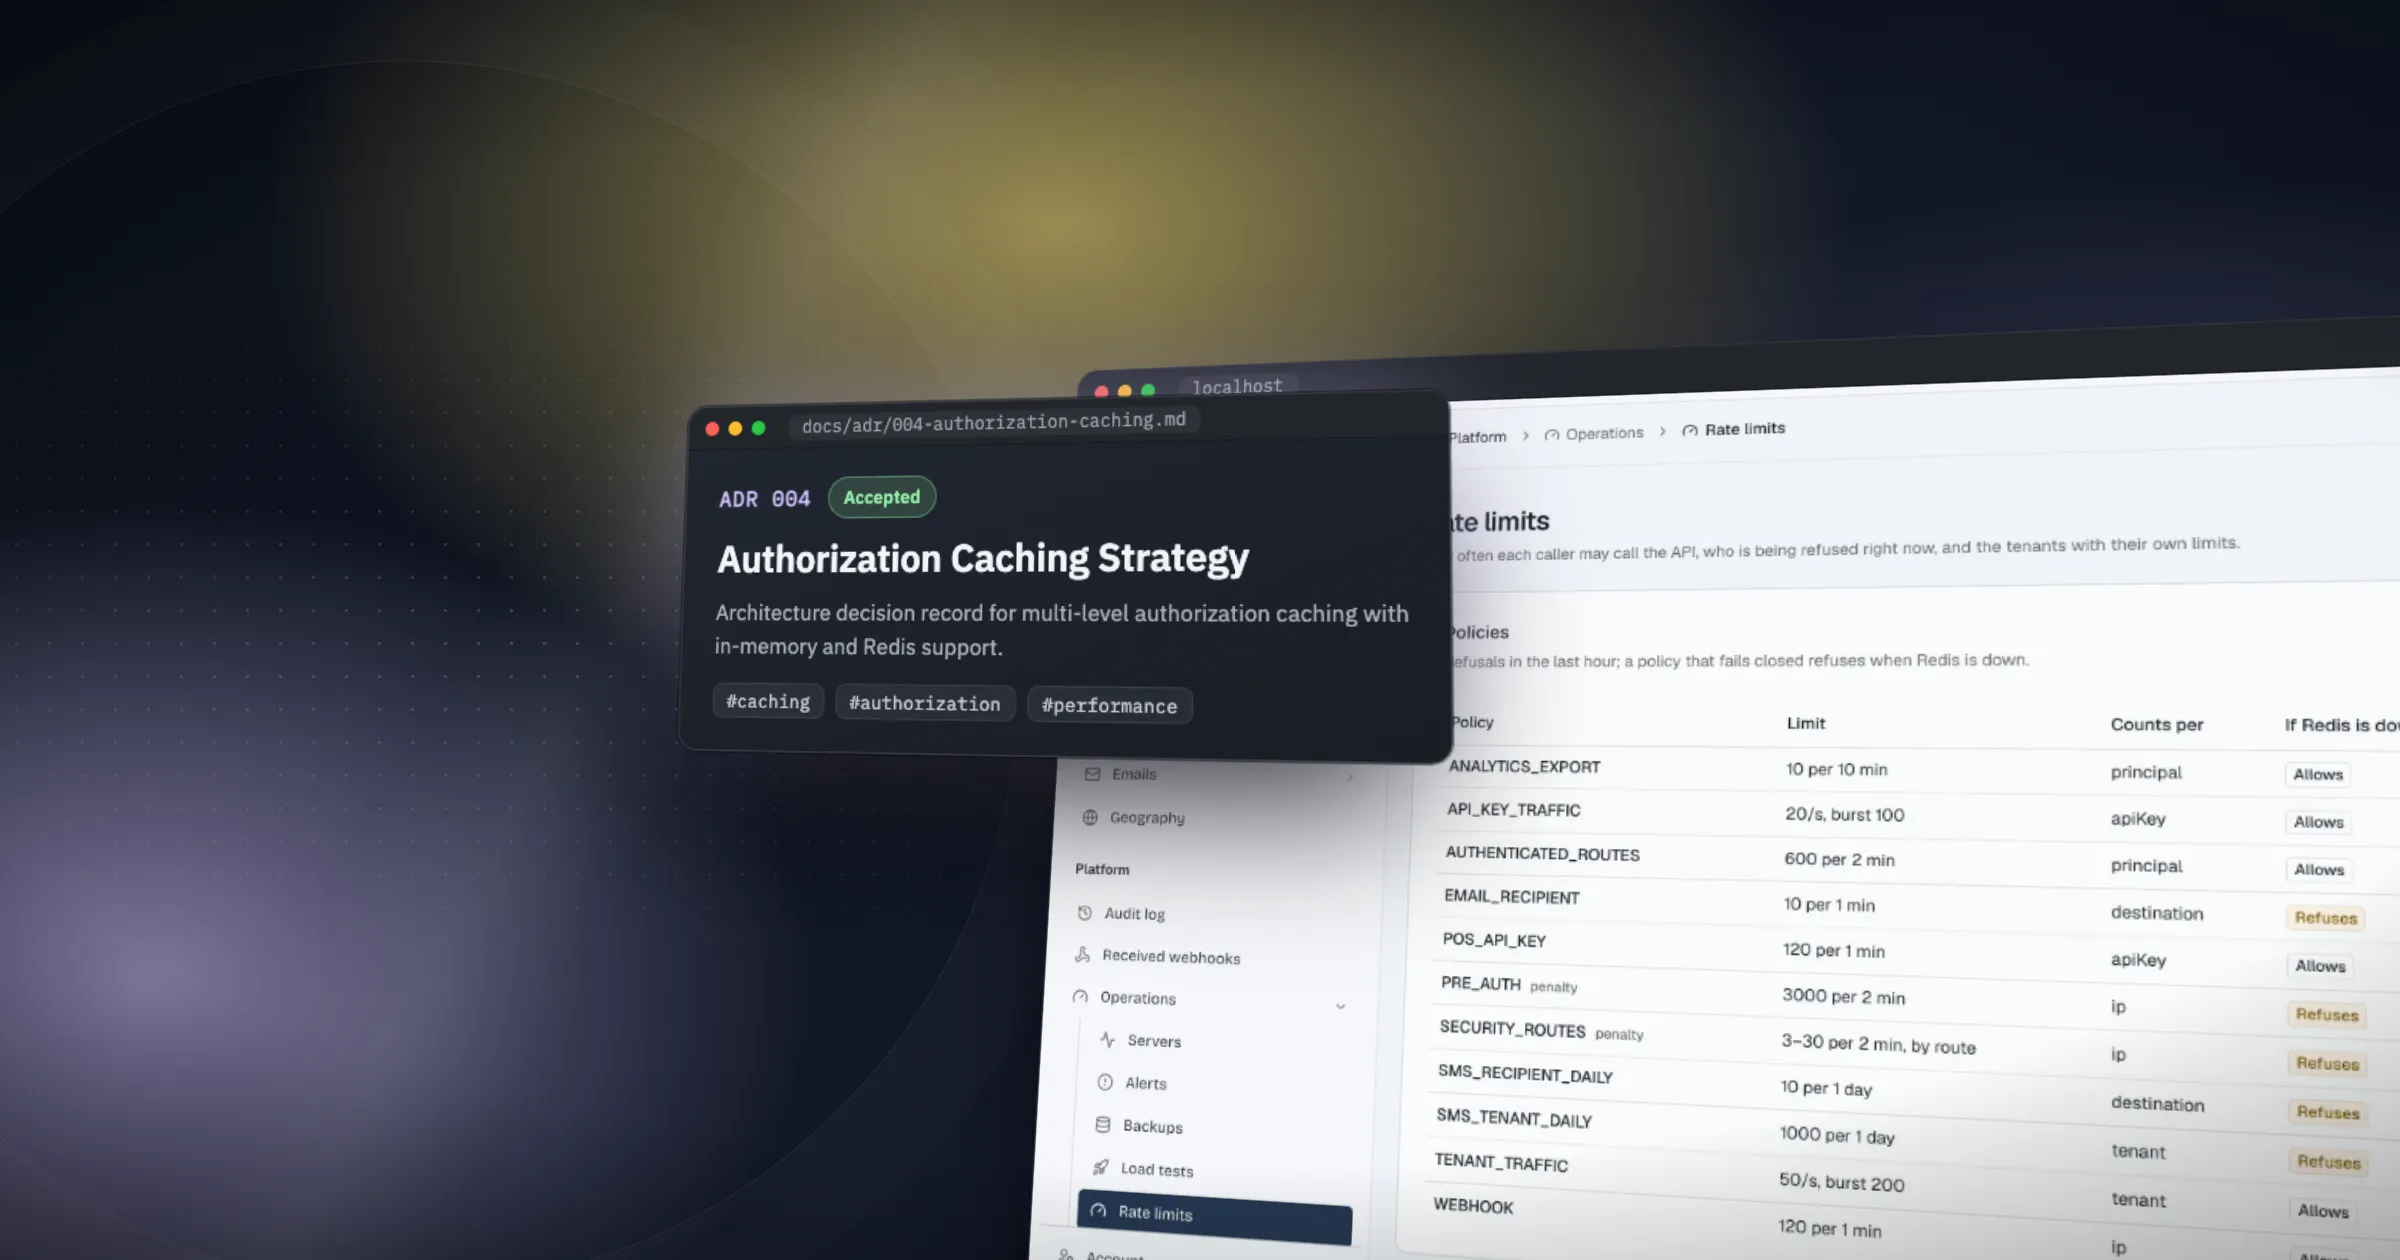 localhost
docs/adr/004-authorization-caching.md
ADR 004 Accepted
Authorization Caching Strategy
Architecture decision record for multi-level authorization caching with
in-memory and Redis support.
#caching #authorization #performance
Platform > Operations > Rate limits
limits
often each caller may call the API, who is being refused right now, and the tenants with their own limits.
Policies
in the last hour; a policy that fails closed refuses when Redis is down.
Policy Limit Counts per If Redis is
ANALYTICS_EXPORT 10 per 10 min principal Allows
API_KEY_TRAFFIC 20/s, burst 100 apiKey Allows
AUTHENTICATED_ROUTES 600 per 2 min principal Allows
EMAIL_RECIPIENT 10 per 1 min destination Refuses
POS_API_KEY 120 per 1 min apiKey Allows
PRE_AUTH penalty 3000 per 2 min ip Refuses
SECURITY_ROUTES penalty 3–30 per 2 min, by route ip Refuses
SMS_RECIPIENT_DAILY 10 per 1 day destination Refuses
SMS_TENANT_DAILY 1000 per 1 day tenant Refuses
TENANT_TRAFFIC 50/s, burst 200 tenant Allows
WEBHOOK 120 per 1 min ip
Emails
Geography
Platform
Audit log
Received webhooks
Operations
Servers
Alerts
Backups
Load tests
Rate limits